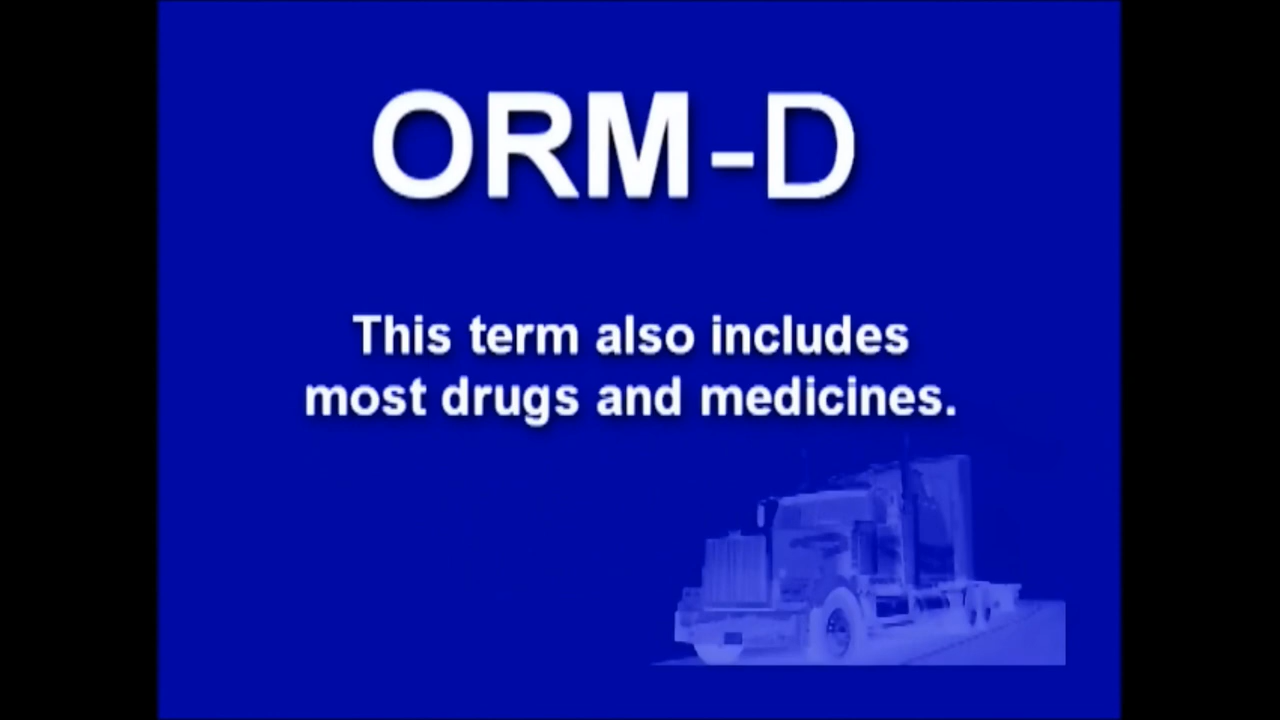 ORM-D
This term also includes
most drugs and medicines.